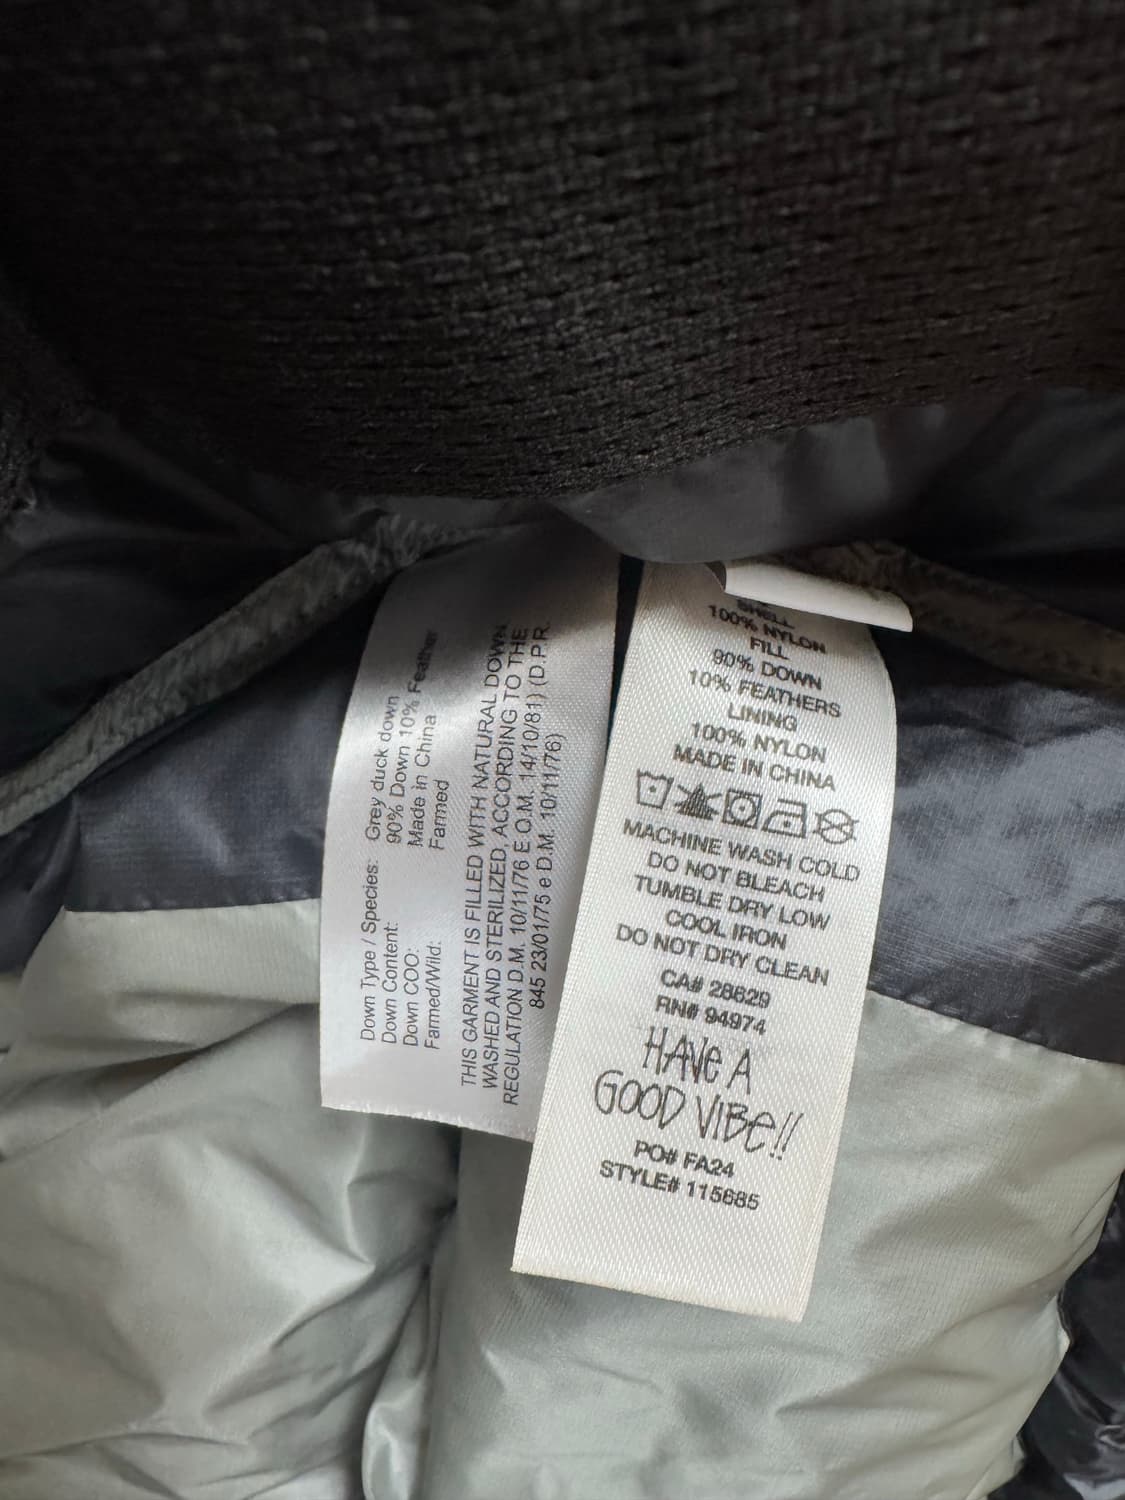 Down Type / Species: Grey duck down
Down Content: 90% Down 10% Feather
Down COO: Made in China
Farmed/Wild: Farmed
THIS GARMENT IS FILLED WITH NATURAL DOWN
WASHED AND STERILIZED, ACCORDING TO THE
REGULATION D.M. 10/11/76 E O.M. 14/10/81) (D.P.R.
845 23/01/75 e D.M. 10/11/76)
SHELL
100% NYLON
FILL
90% DOWN
10% FEATHERS
LINING
100% NYLON
MADE IN CHINA
MACHINE WASH COLD
DO NOT BLEACH
TUMBLE DRY LOW
COOL IRON
DO NOT DRY CLEAN
CA# 28629
RN# 94974
HAVe A
GOOD VIBe!!
PO# FA24
STYLE# 115685